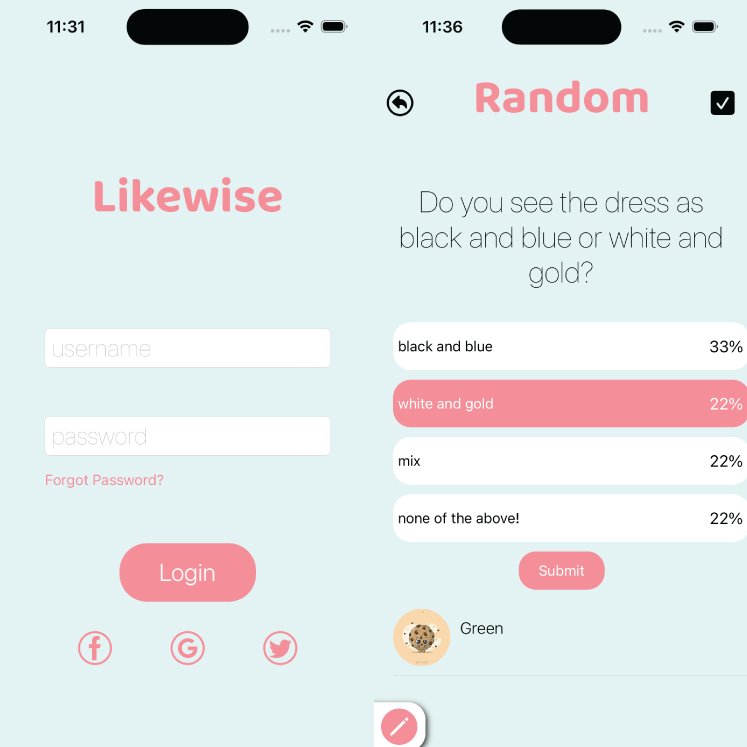 11:31
Likewise
username
password
Forgot Password?
Login
11:36
Random
Do you see the dress as
black and blue or white and
gold?
black and blue 33%
white and gold 22%
mix 22%
none of the above! 22%
Submit
Green